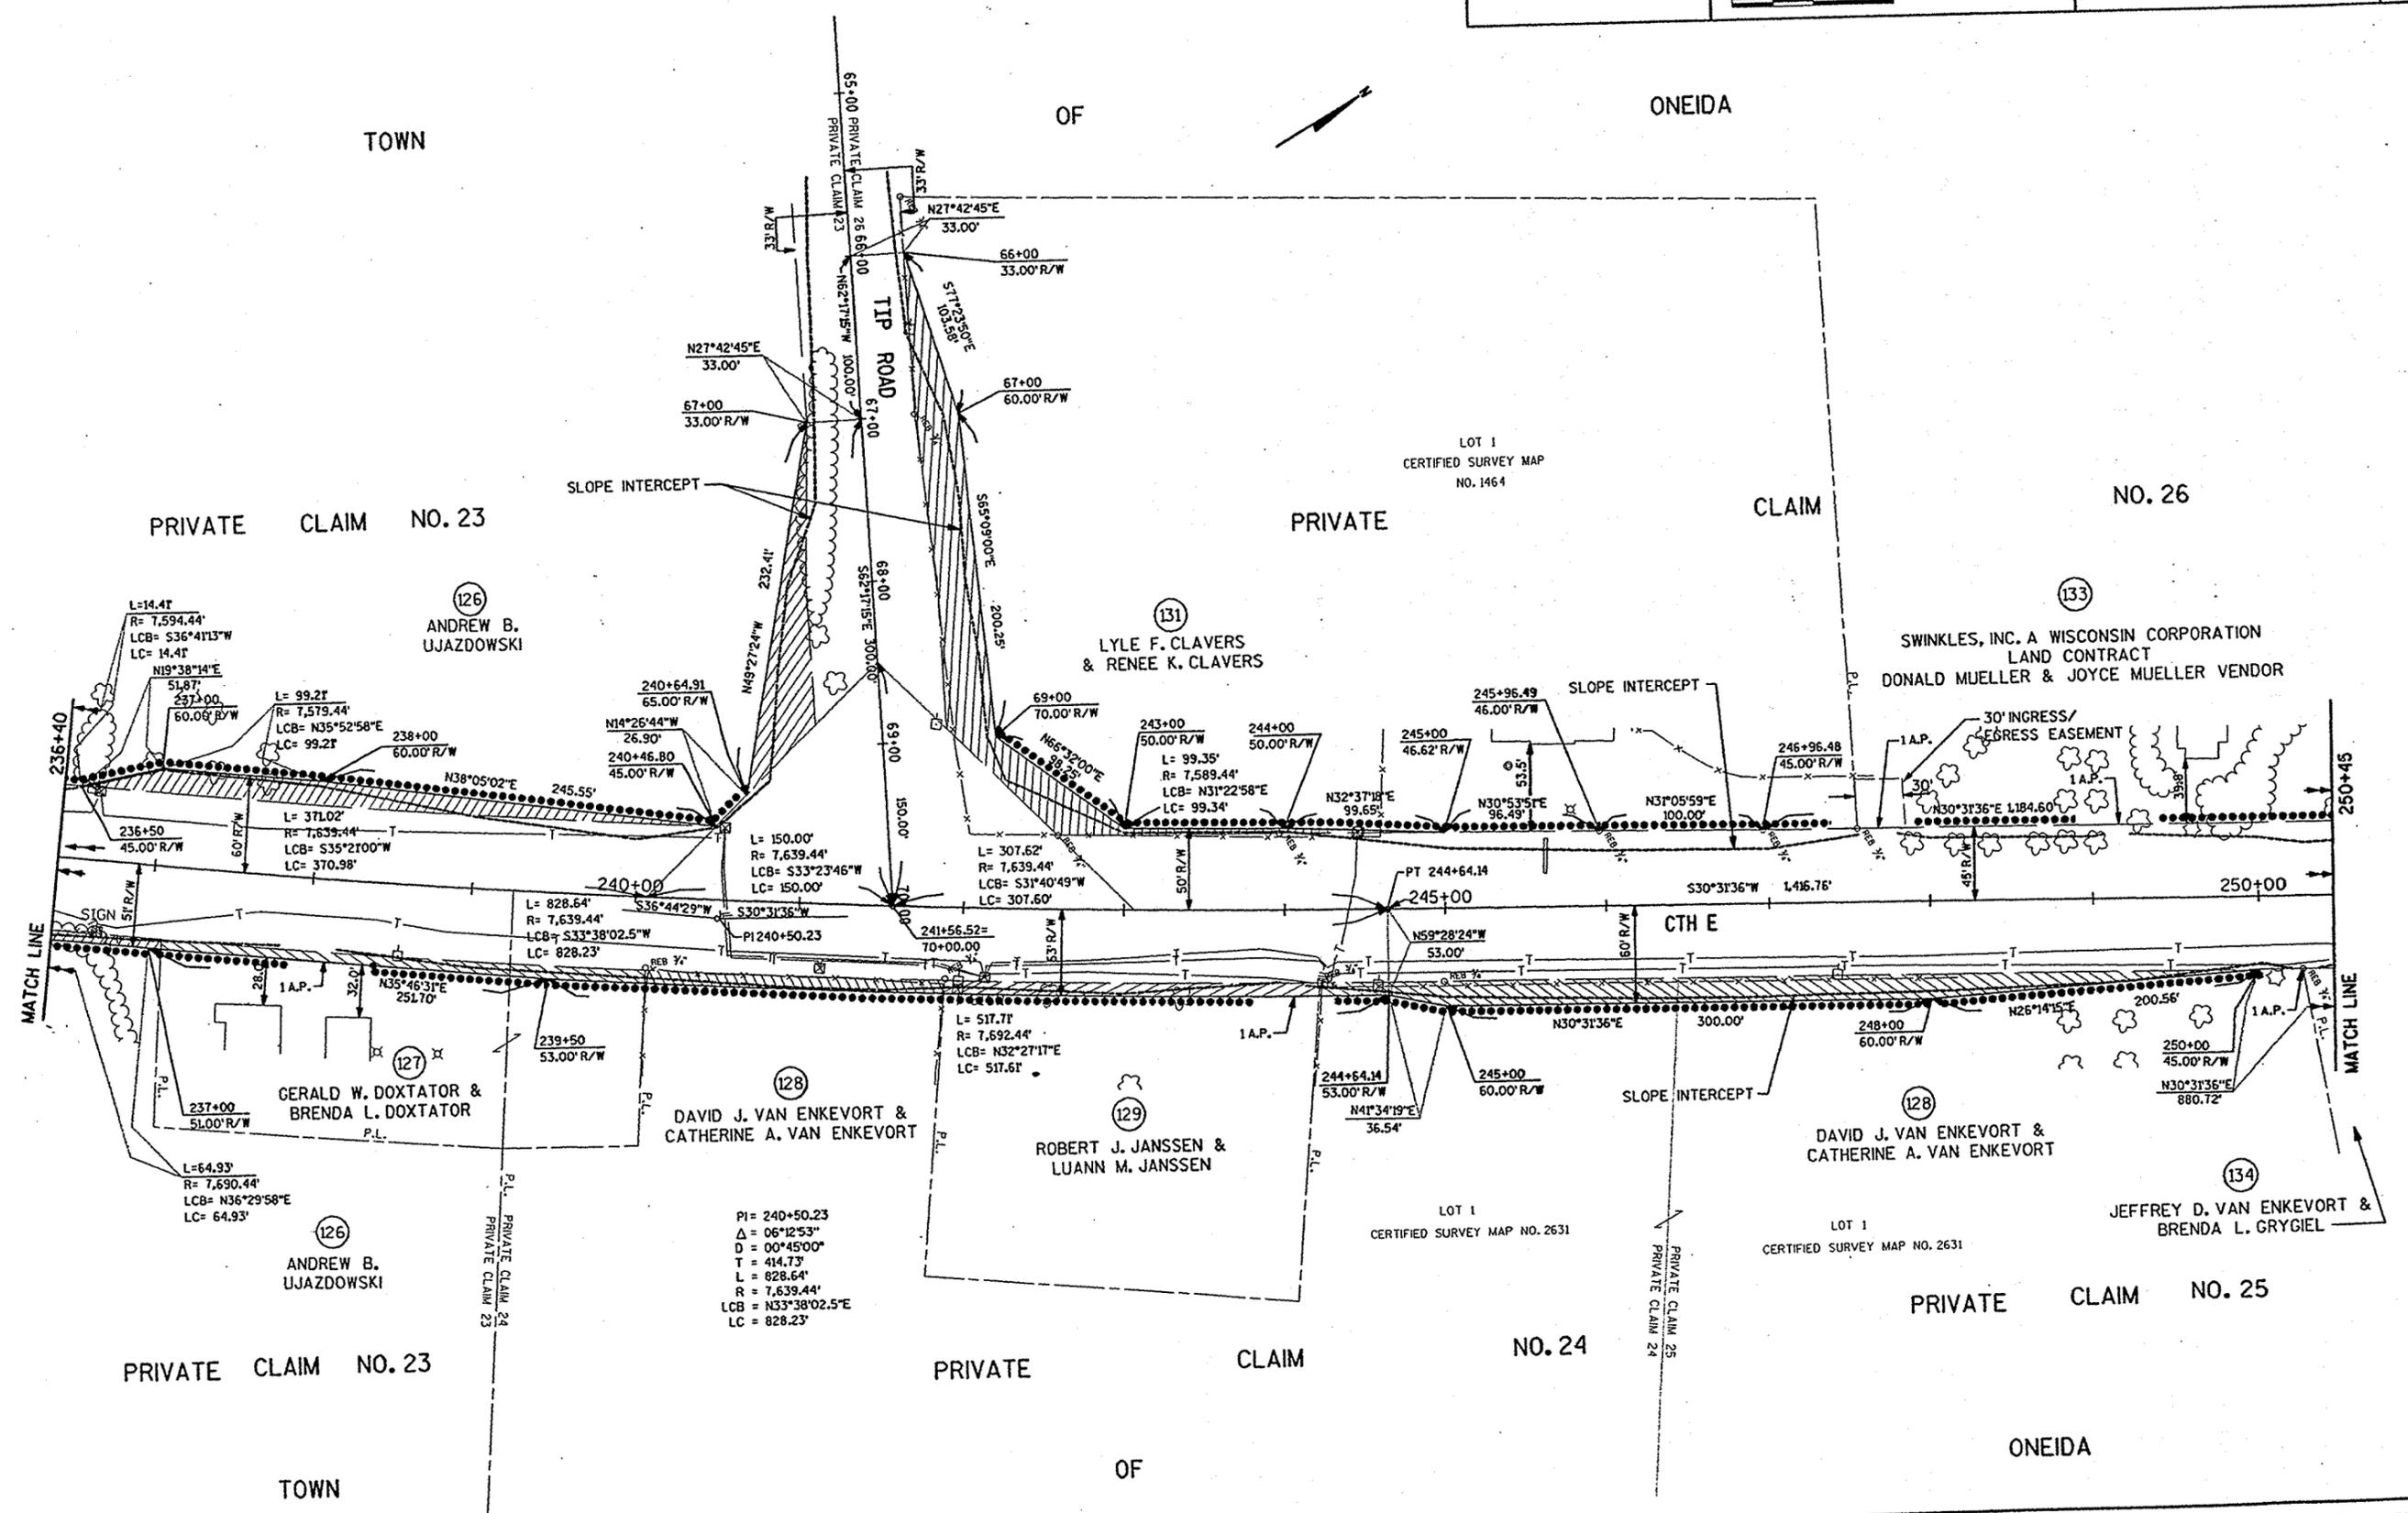 TOWN
OF
ONEIDA
N
65+00
PRIVATE CLAIM 26
PRIVATE CLAIM 23
66+00
33' R/W
33' R/W
N27°42'45"E
33.00'
66+00
33.00' R/W
N62°17'15"W 100.00'
TIP ROAD
S77°23'50"E
103.58'
N27°42'45"E
33.00'
67+00
33.00' R/W
67+00
67+00
60.00' R/W
REB ¾"
SLOPE INTERCEPT
LOT 1
CERTIFIED SURVEY MAP
NO. 1464
PRIVATE CLAIM NO. 23
PRIVATE CLAIM NO. 26
232.41'
N49°27'24"W
S65°09'00"E
200.25'
68+00
S62°17'15"E 300.00'
69+00
150.00'
70+00
L=14.41'
R= 7,594.44'
LCB= S36°41'13"W
LC= 14.41'
N19°38'14"E
51.87'
237+00
60.00' R/W
L= 99.21'
R= 7,579.44'
LCB= N35°52'58"E
LC= 99.21'
238+00
60.00' R/W
126
ANDREW B.
UJAZDOWSKI
240+64.91
65.00' R/W
N14°26'44"W
26.90'
240+46.80
45.00' R/W
131
LYLE F. CLAVERS
& RENEE K. CLAVERS
69+00
70.00' R/W
N66°32'00"E
98.25'
243+00
50.00' R/W
L= 99.35'
R= 7,589.44'
LCB= N31°22'58"E
LC= 99.34'
244+00
50.00' R/W
N32°37'18"E
99.65'
245+00
46.62' R/W
245+96.49
46.00' R/W
SLOPE INTERCEPT
53.5'
N30°53'51"E
96.49'
N31°05'59"E
100.00'
246+96.48
45.00' R/W
P.L.
133
SWINKLES, INC. A WISCONSIN CORPORATION
LAND CONTRACT
DONALD MUELLER & JOYCE MUELLER VENDOR
1 A.P.
30' INGRESS/
EGRESS EASEMENT
30'
1 A.P.
39.8'
N30°31'36"E 1,184.60'
236+40
250+45
N38°05'02"E 245.55'
236+50
45.00' R/W
60' R/W
L= 371.02'
R= 7,639.44'
LCB= S35°21'00"W
LC= 370.98'
51' R/W
SIGN
240+00
S36°44'29"W
L= 828.64'
R= 7,639.44'
LCB= S33°38'02.5"W
LC= 828.23'
L= 150.00'
R= 7,639.44'
LCB= S33°23'46"W
LC= 150.00'
S30°31'36"W
PI 240+50.23
241+56.52=
70+00.00
L= 307.62'
R= 7,639.44'
LCB= S31°40'49"W
LC= 307.60'
50' R/W
53' R/W
PT 244+64.14
245+00
N59°28'24"W
53.00'
60' R/W
S30°31'36"W 1,416.76'
CTH E
45' R/W
250+00
MATCH LINE
MATCH LINE
28.0'
1 A.P.
32.0'
N35°46'31"E
251.70'
239+50
53.00' R/W
REB ¾"
L= 517.71'
R= 7,692.44'
LCB= N32°27'17"E
LC= 517.61'
1 A.P.
244+64.14
53.00' R/W
N41°34'19"E
36.54'
245+00
60.00' R/W
N30°31'36"E 300.00'
SLOPE INTERCEPT
248+00
60.00' R/W
N26°14'15"E
200.56'
1 A.P.
250+00
45.00' R/W
N30°31'36"E
880.72'
P.L.
127
GERALD W. DOXTATOR &
BRENDA L. DOXTATOR
237+00
51.00' R/W
P.L.
P.L.
P.L.
L=64.93'
R= 7,690.44'
LCB= N36°29'58"E
LC= 64.93'
126
ANDREW B.
UJAZDOWSKI
128
DAVID J. VAN ENKEVORT &
CATHERINE A. VAN ENKEVORT
P.L.
129
ROBERT J. JANSSEN &
LUANN M. JANSSEN
P.L.
128
DAVID J. VAN ENKEVORT &
CATHERINE A. VAN ENKEVORT
134
JEFFREY D. VAN ENKEVORT &
BRENDA L. GRYGIEL
P.L. PRIVATE CLAIM 24
PRIVATE CLAIM 23
PI= 240+50.23
Δ = 06°12'53"
D = 00°45'00"
T = 414.73'
L = 828.64'
R = 7,639.44'
LCB = N33°38'02.5"E
LC = 828.23'
LOT 1
CERTIFIED SURVEY MAP NO. 2631
PRIVATE CLAIM 25
PRIVATE CLAIM 24
LOT 1
CERTIFIED SURVEY MAP NO. 2631
PRIVATE CLAIM NO. 25
PRIVATE CLAIM NO. 23
PRIVATE CLAIM NO. 24
TOWN
OF
ONEIDA